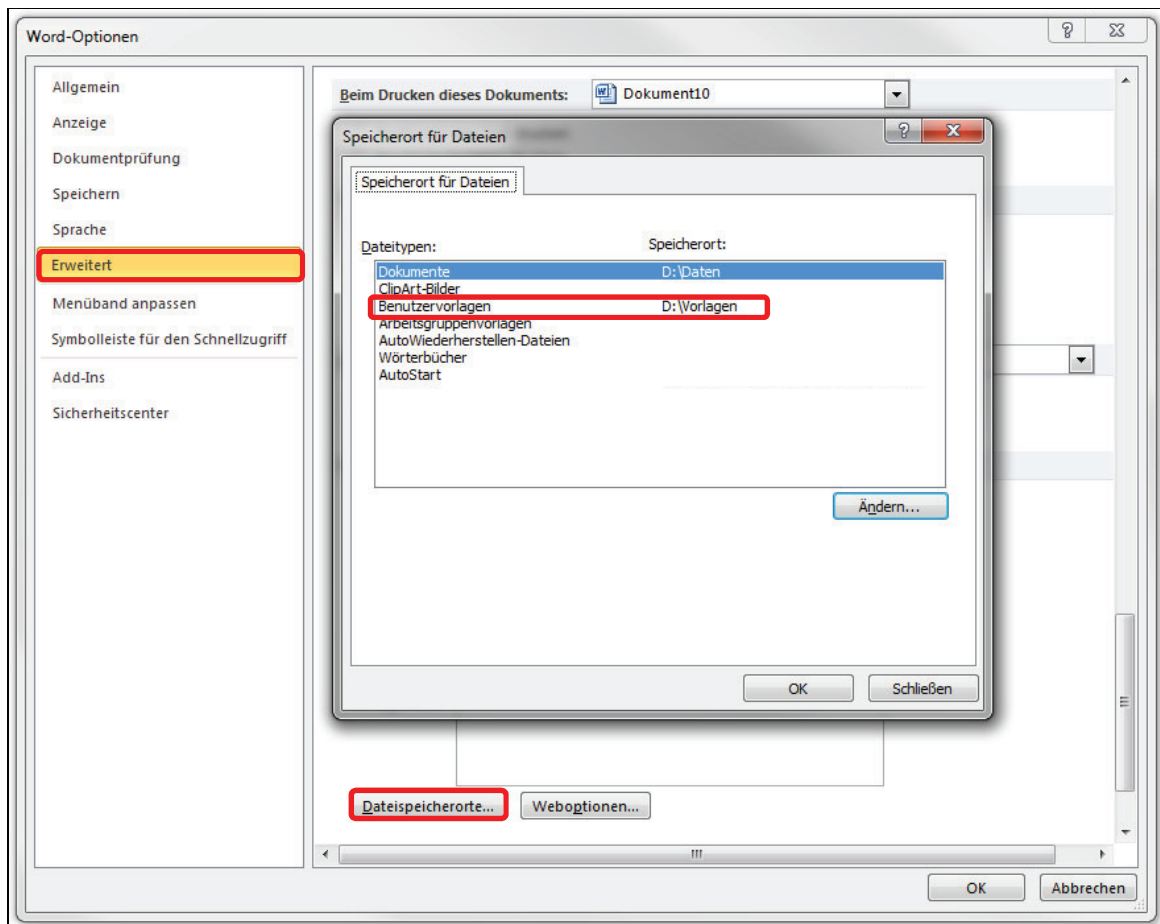 Word-Optionen
Allgemein
Anzeige
Dokumentprüfung
Speichern
Sprache
Erweitert
Menüband anpassen
Symbolleiste für den Schnellzugriff
Add-Ins
Sicherheitscenter
Beim Drucken dieses Dokuments: Dokument10
Speicherort für Dateien
Speicherort für Dateien
Dateitypen: Speicherort:
Dokumente D:\Daten
ClipArt-Bilder
Benutzervorlagen D:\Vorlagen
Arbeitsgruppenvorlagen
AutoWiederherstellen-Dateien
Wörterbücher
AutoStart
Ändern...
OK Schließen
Dateispeicherorte... Weboptionen...
OK Abbrechen